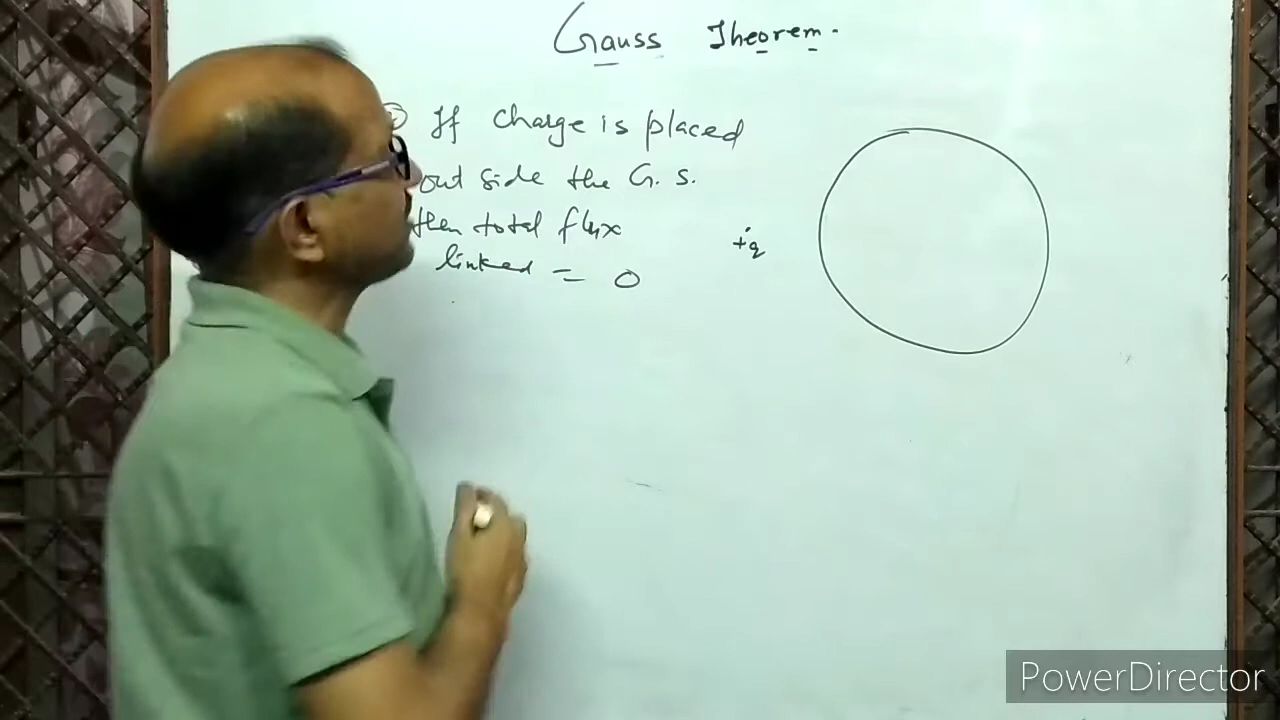 Gauss Theorem.
If charge is placed
out side the G. S.
then total flux
linked = 0
+q
PowerDirector